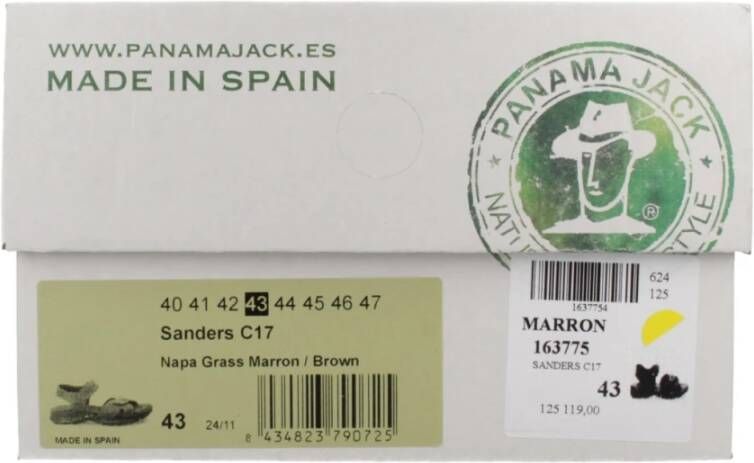 WWW.PANAMAJACK.ES
MADE IN SPAIN
PANAMA JACK
®
40 41 42 43 44 45 46 47
Sanders C17
Napa Grass Marron / Brown
43
24/11
8 434823 790725
MADE IN SPAIN
624
125
1637754
MARRON
163775
SANDERS C17
43
125 119,00